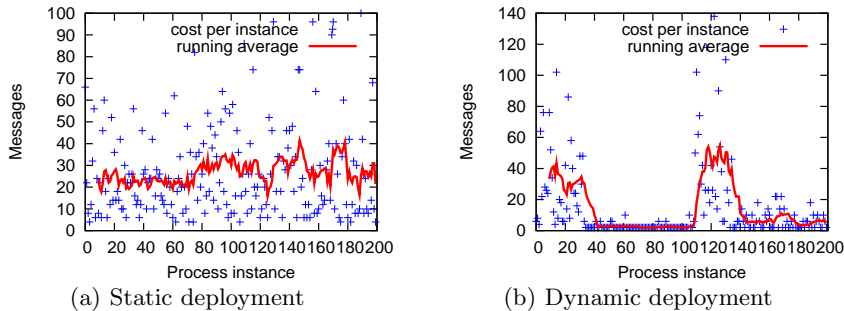 100
90
80
70
60
50
40
30
20
10
0
Messages
cost per instance
running average
0 20 40 60 80 100 120 140 160 180 200
Process instance
(a) Static deployment
140
120
100
80
60
40
20
0
Messages
cost per instance
running average
0 20 40 60 80 100 120 140 160 180 200
Process instance
(b) Dynamic deployment